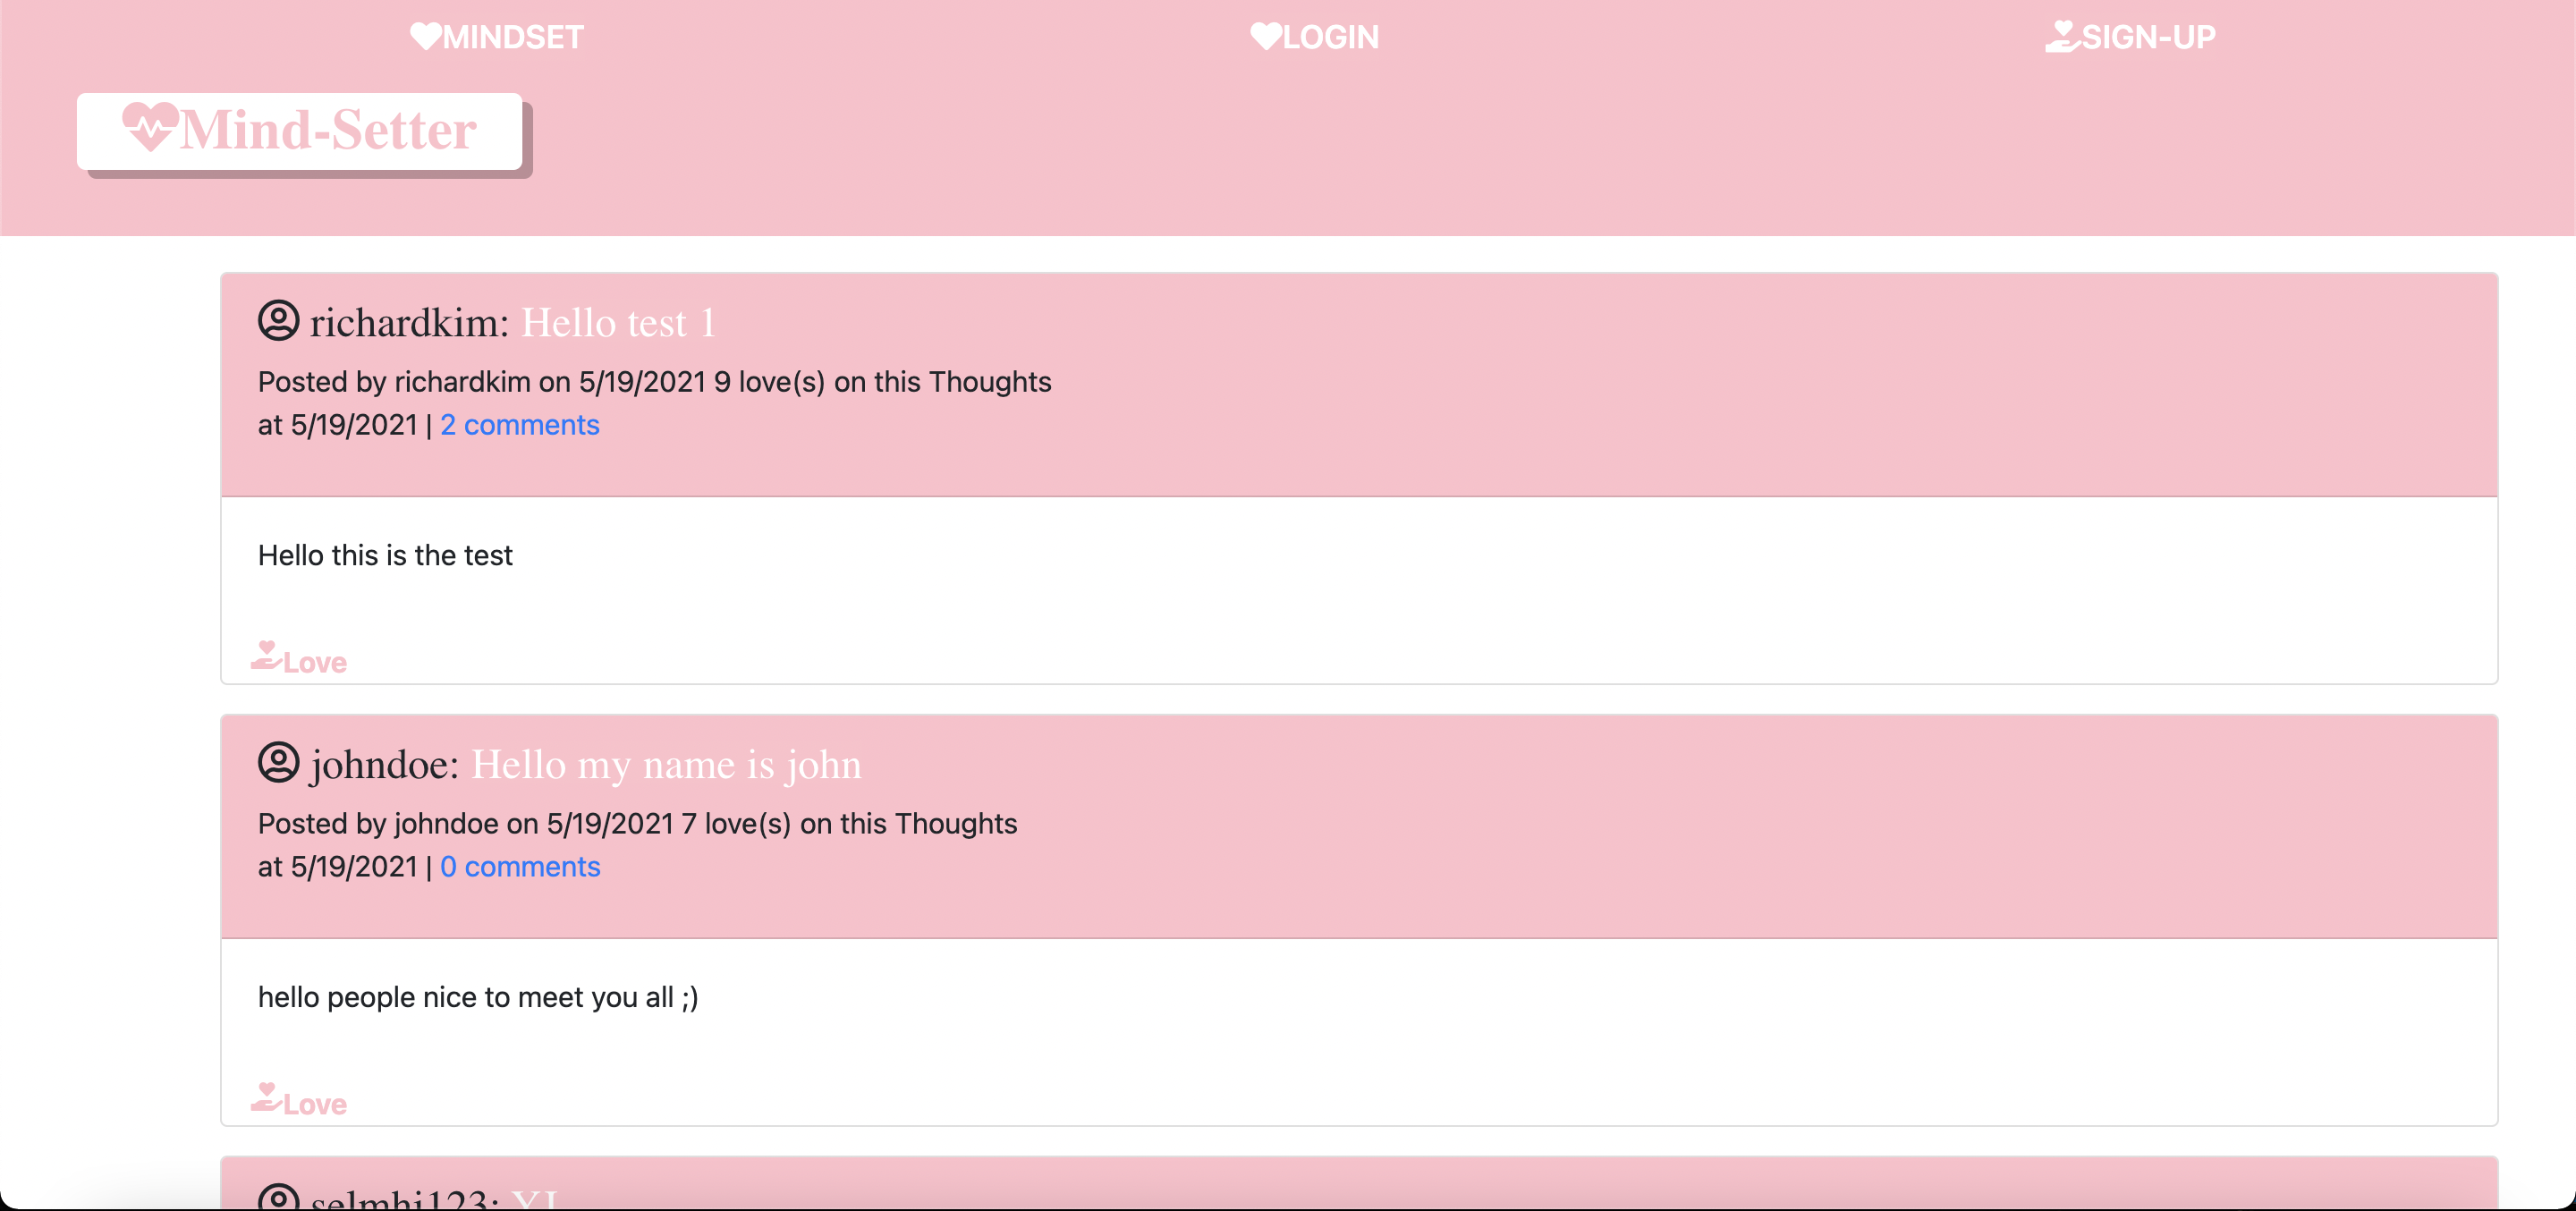 MINDSET LOGIN SIGN-UP
Mind-Setter
richardkim: Hello test 1
Posted by richardkim on 5/19/2021 9 love(s) on this Thoughts
at 5/19/2021 | 2 comments
Hello this is the test
Love
johndoe: Hello my name is john
Posted by johndoe on 5/19/2021 7 love(s) on this Thoughts
at 5/19/2021 | 0 comments
hello people nice to meet you all ;)
Love
selmhi123: